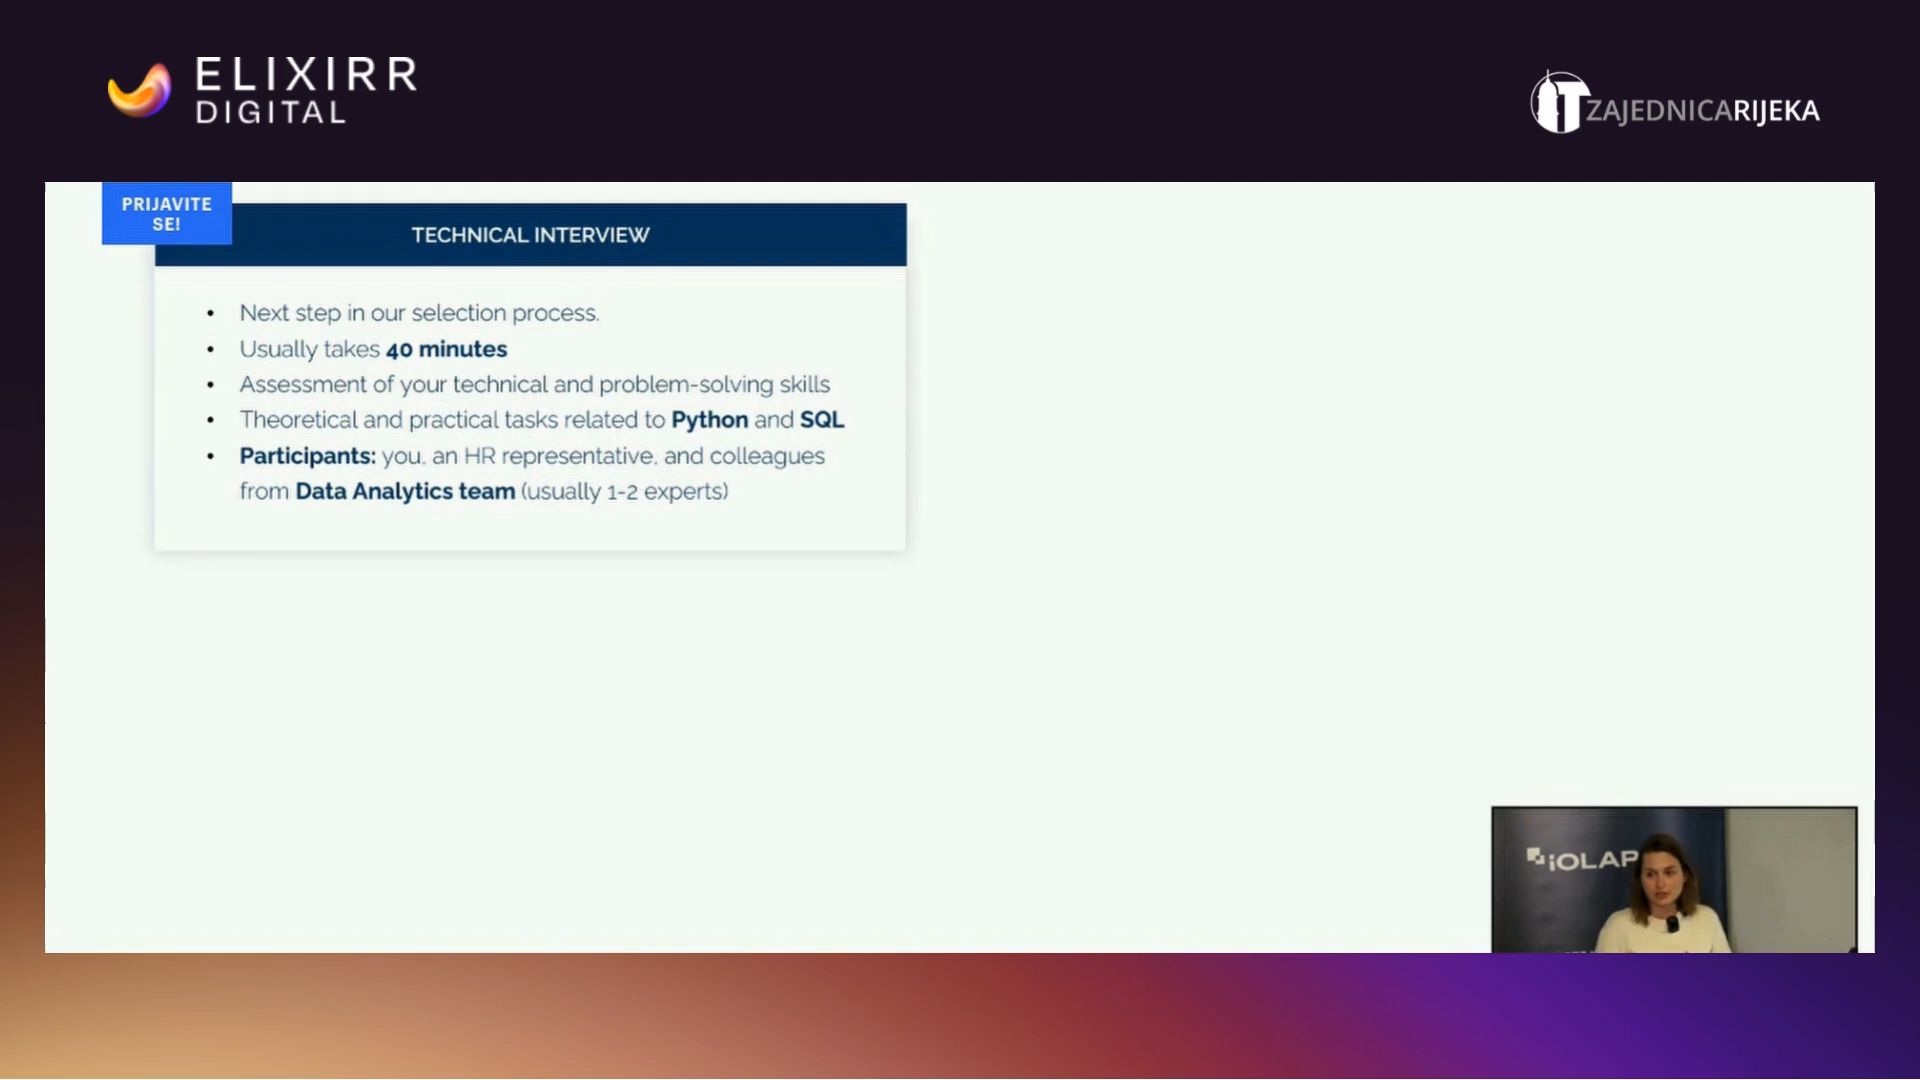 ELIXIRR
DIGITAL
IT ZAJEDNICARIJEKA
PRIJAVITE
SE!
TECHNICAL INTERVIEW
• Next step in our selection process.
• Usually takes 40 minutes
• Assessment of your technical and problem-solving skills
• Theoretical and practical tasks related to Python and SQL
• Participants: you, an HR representative, and colleagues
from Data Analytics team (usually 1-2 experts)
iOLAP